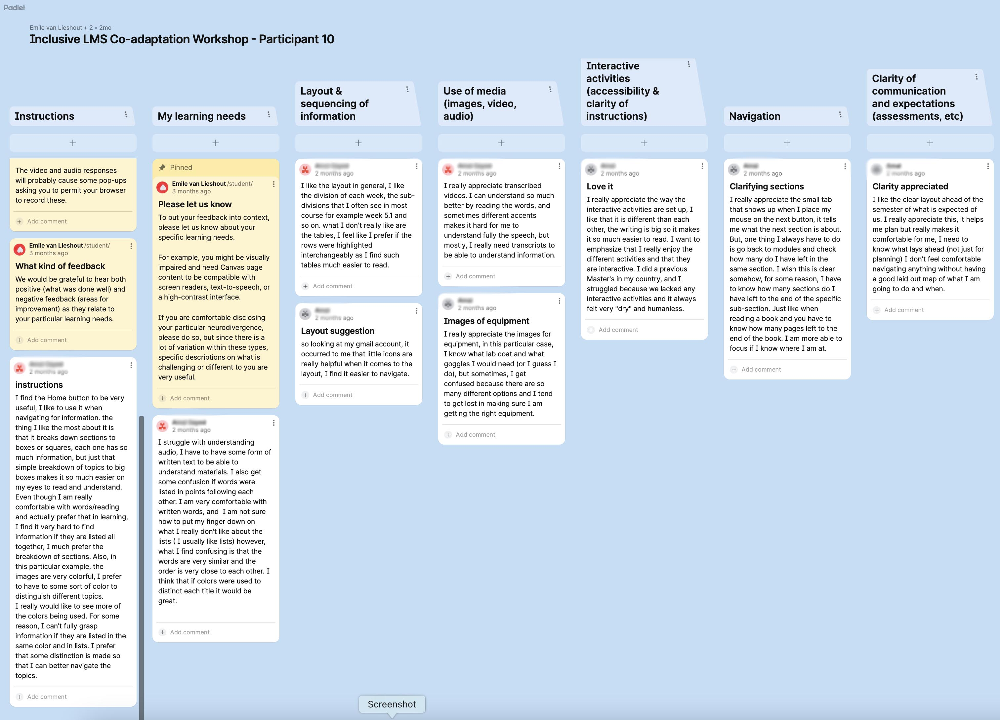 Padlet
Emile van Lieshout + 2 • 2mo
Inclusive LMS Co-adaptation Workshop - Participant 10
Instructions
The video and audio responses
will probably cause some pop-ups
asking you to permit your browser
to record these.
Add comment
Emile van Lieshout /student/
3 months ago
What kind of feedback
We would be grateful to hear both
positive (what was done well) and
negative feedback (areas for
improvement) as they relate to
your particular learning needs.
Add comment
2 months ago
instructions
I find the Home button to be very
useful, I like to use it when
navigating for information. the
thing I like the most about it is
that it breaks down sections to
boxes or squares, each one has so
much information, but just that
simple breakdown of topics to big
boxes makes it so much easier on
my eyes to read and understand.
Even though I am really
comfortable with words/reading
and actually prefer that in learning,
I find it very hard to find
information if they are listed all
together, I much prefer the
breakdown of sections. Also, in
this particular example, the
images are very colorful, I prefer
to have to some sort of color to
distinguish different topics.
I really would like to see more of
the colors being used. For some
reason, I can't fully grasp
information if they are listed in the
same color and in lists. I prefer
that some distinction is made so
that I can better navigate the
topics.
Add comment
My learning needs
Pinned
Emile van Lieshout /student/
3 months ago
Please let us know
To put your feedback into context,
please let us know about your
specific learning needs.
For example, you might be visually
impaired and need Canvas page
content to be compatible with
screen readers, text-to-speech, or
a high-contrast interface.
If you are comfortable disclosing
your particular neurodivergence,
please do so, but since there is a
lot of variation within these types,
specific descriptions on what is
challenging or different to you are
very useful.
Add comment
2 months ago
I struggle with understanding
audio, I have to have some form of
written text to be able to
understand materials. I also get
some confusion if words were
listed in points following each
other. I am very comfortable with
written words, and  I am not sure
how to put my finger down on
what I really don't like about the
lists ( I usually like lists) however,
what I find confusing is that the
words are very similar and the
order is very close to each other. I
think that if colors were used to
distinct each title it would be
great.
Add comment
Layout &
sequencing of
information
2 months ago
I like the layout in general, I like
the division of each week, the sub-
divisions that I often see in most
course for example week 5.1 and
so on. what I don't really like are
the tables, I feel like I prefer if the
rows were highlighted
interchangeably as I find such
tables much easier to read.
Add comment
2 months ago
Layout suggestion
so looking at my gmail account, it
occurred to me that little icons are
really helpful when it comes to the
layout, I find it easier to navigate.
Add comment
Use of media
(images, video,
audio)
2 months ago
I really appreciate transcribed
videos. I can understand so much
better by reading the words, and
sometimes different accents
makes it hard for me to
understand fully the speech, but
mostly, I really need transcripts to
be able to understand information.
Add comment
2 months ago
Images of equipment
I really appreciate the images for
equipment, in this particular case,
I know what lab coat and what
goggles I would need (or I guess I
do), but sometimes, I get
confused because there are so
many different options and I tend
to get lost in making sure I am
getting the right equipment.
Add comment
Interactive
activities
(accessibility &
clarity of
instructions)
2 months ago
Love it
I really appreciate the way the
interactive activities are set up, I
like that it is different than each
other, the writing is big so it makes
it so much easier to read. I want to
emphasize that I really enjoy the
different activities and that they
are interactive. I did a previous
Master's in my country, and I
struggled because we lacked any
interactive activities and it always
felt very "dry" and humanless.
Add comment
Navigation
2 months ago
Clarifying sections
I really appreciate the small tab
that shows up when I place my
mouse on the next button, it tells
me what the next section is about.
But, one thing I always have to do
is go back to modules and check
how many do I have left in the
same section. I wish this is clear
somehow, for some reason, I have
to know how many sections do I
have left to the end of the specific
sub-section. Just like when
reading a book and you have to
know how many pages left to the
end of the book. I am more able to
focus if I know where I am at.
Add comment
Clarity of
communication
and expectations
(assessments, etc)
2 months ago
Clarity appreciated
I like the clear layout ahead of the
semester of what is expected of
us. I really appreciate this, it helps
me plan but really makes it
comfortable for me, I need to
know what lays ahead (not just for
planning) I don't feel comfortable
navigating anything without having
a good laid out map of what I am
going to do and when.
Add comment
Screenshot